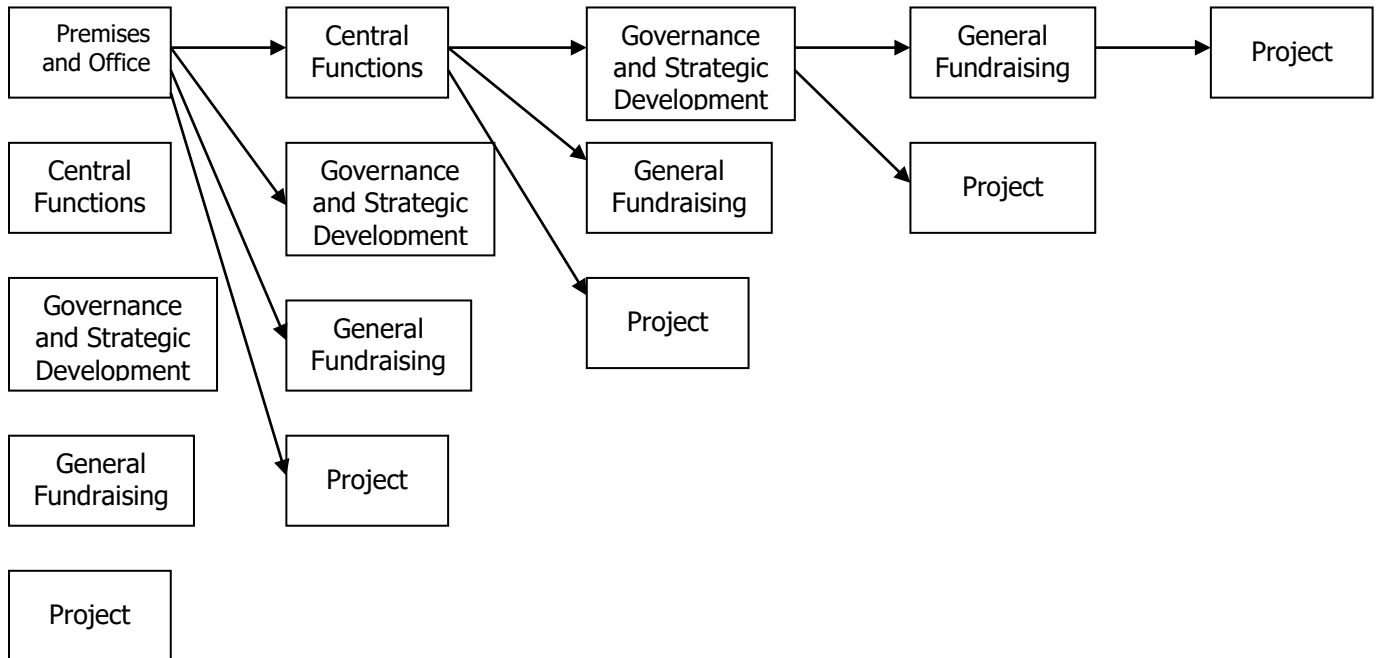 Premises
and Office
Central
Functions
Governance
and Strategic
Development
General
Fundraising
Project
Central
Functions
Governance
and Strategic
Development
General
Fundraising
Project
Governance
and Strategic
Development
General
Fundraising
Project
General
Fundraising
Project
Project